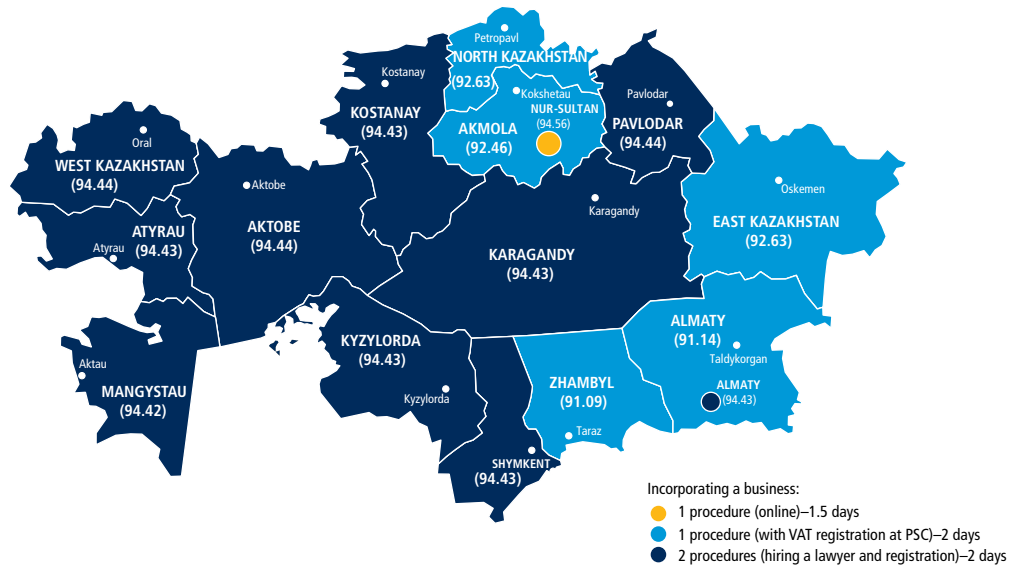 Petropavl
NORTH KAZAKHSTAN
(92.63)
Kostanay
KOSTANAY
(94.43)
Kokshetau
NUR-SULTAN
(94.56)
AKMOLA
(92.46)
Pavlodar
PAVLODAR
(94.44)
Oral
WEST KAZAKHSTAN
(94.44)
Aktobe
AKTOBE
(94.44)
ATYRAU
(94.43)
Atyrau
Karagandy
KARAGANDY
(94.43)
Oskemen
EAST KAZAKHSTAN
(92.63)
ALMATY
(91.14)
Taldykorgan
ALMATY
(94.43)
KYZYLORDA
(94.43)
Kyzylorda
Aktau
MANGYSTAU
(94.42)
ZHAMBYL
(91.09)
Taraz
SHYMKENT
(94.43)
Incorporating a business:
1 procedure (online)–1.5 days
1 procedure (with VAT registration at PSC)–2 days
2 procedures (hiring a lawyer and registration)–2 days